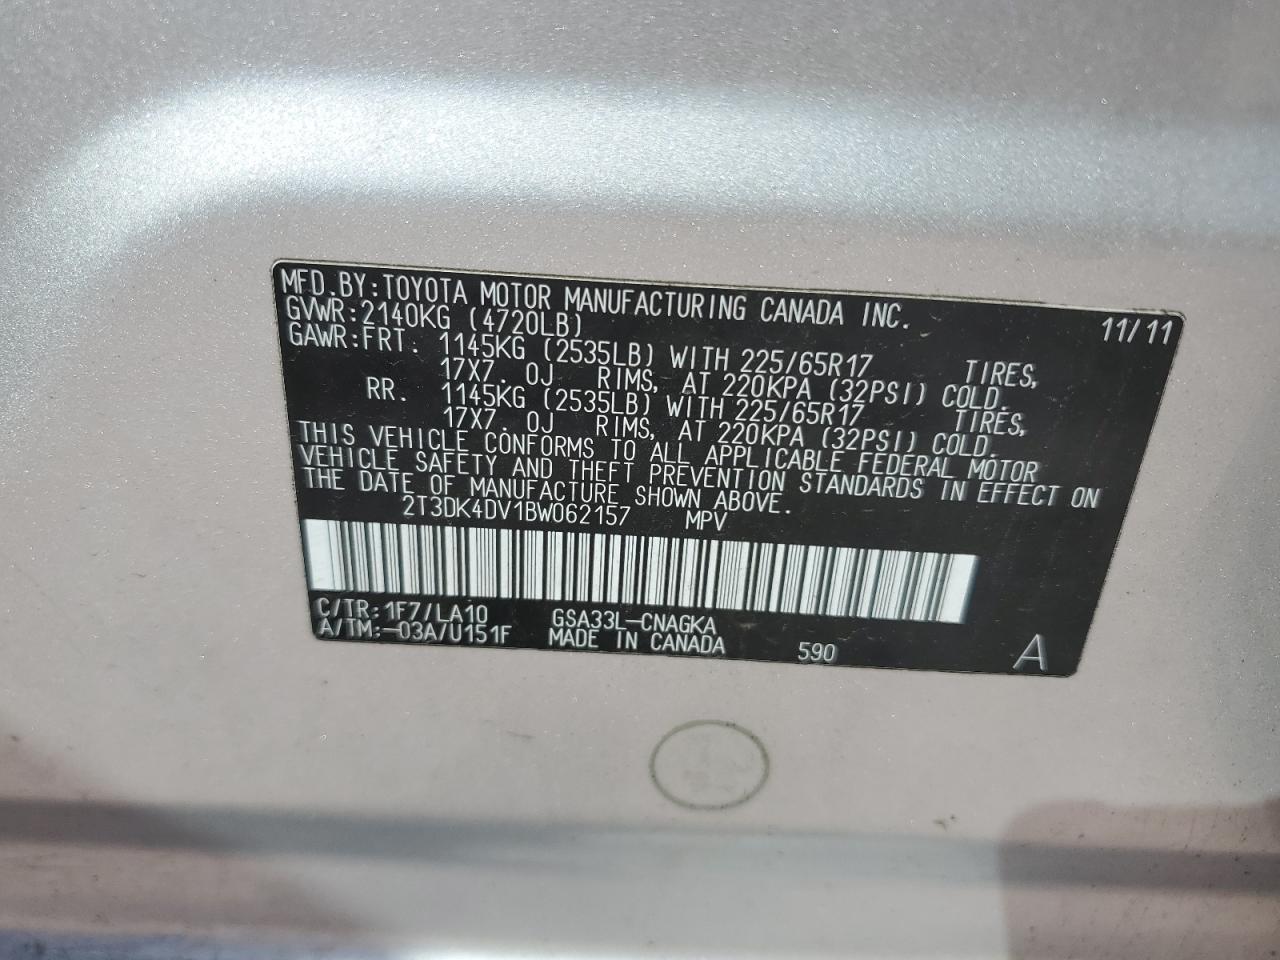 MFD.BY:TOYOTA MOTOR MANUFACTURING CANADA INC. 11/11
GVWR:2140KG (4720LB)
GAWR:FRT. 1145KG (2535LB) WITH 225/65R17 TIRES,
17X7.0J RIMS, AT 220KPA (32PSI) COLD.
RR. 1145KG (2535LB) WITH 225/65R17 TIRES,
17X7.0J RIMS, AT 220KPA (32PSI) COLD.
THIS VEHICLE CONFORMS TO ALL APPLICABLE FEDERAL MOTOR
VEHICLE SAFETY AND THEFT PREVENTION STANDARDS IN EFFECT ON
THE DATE OF MANUFACTURE SHOWN ABOVE.
2T3DK4DV1BW062157 MPV
C/TR:1F7/LA10 GSA33L-CNAGKA
A/TM:-03A/U151F MADE IN CANADA 590 A